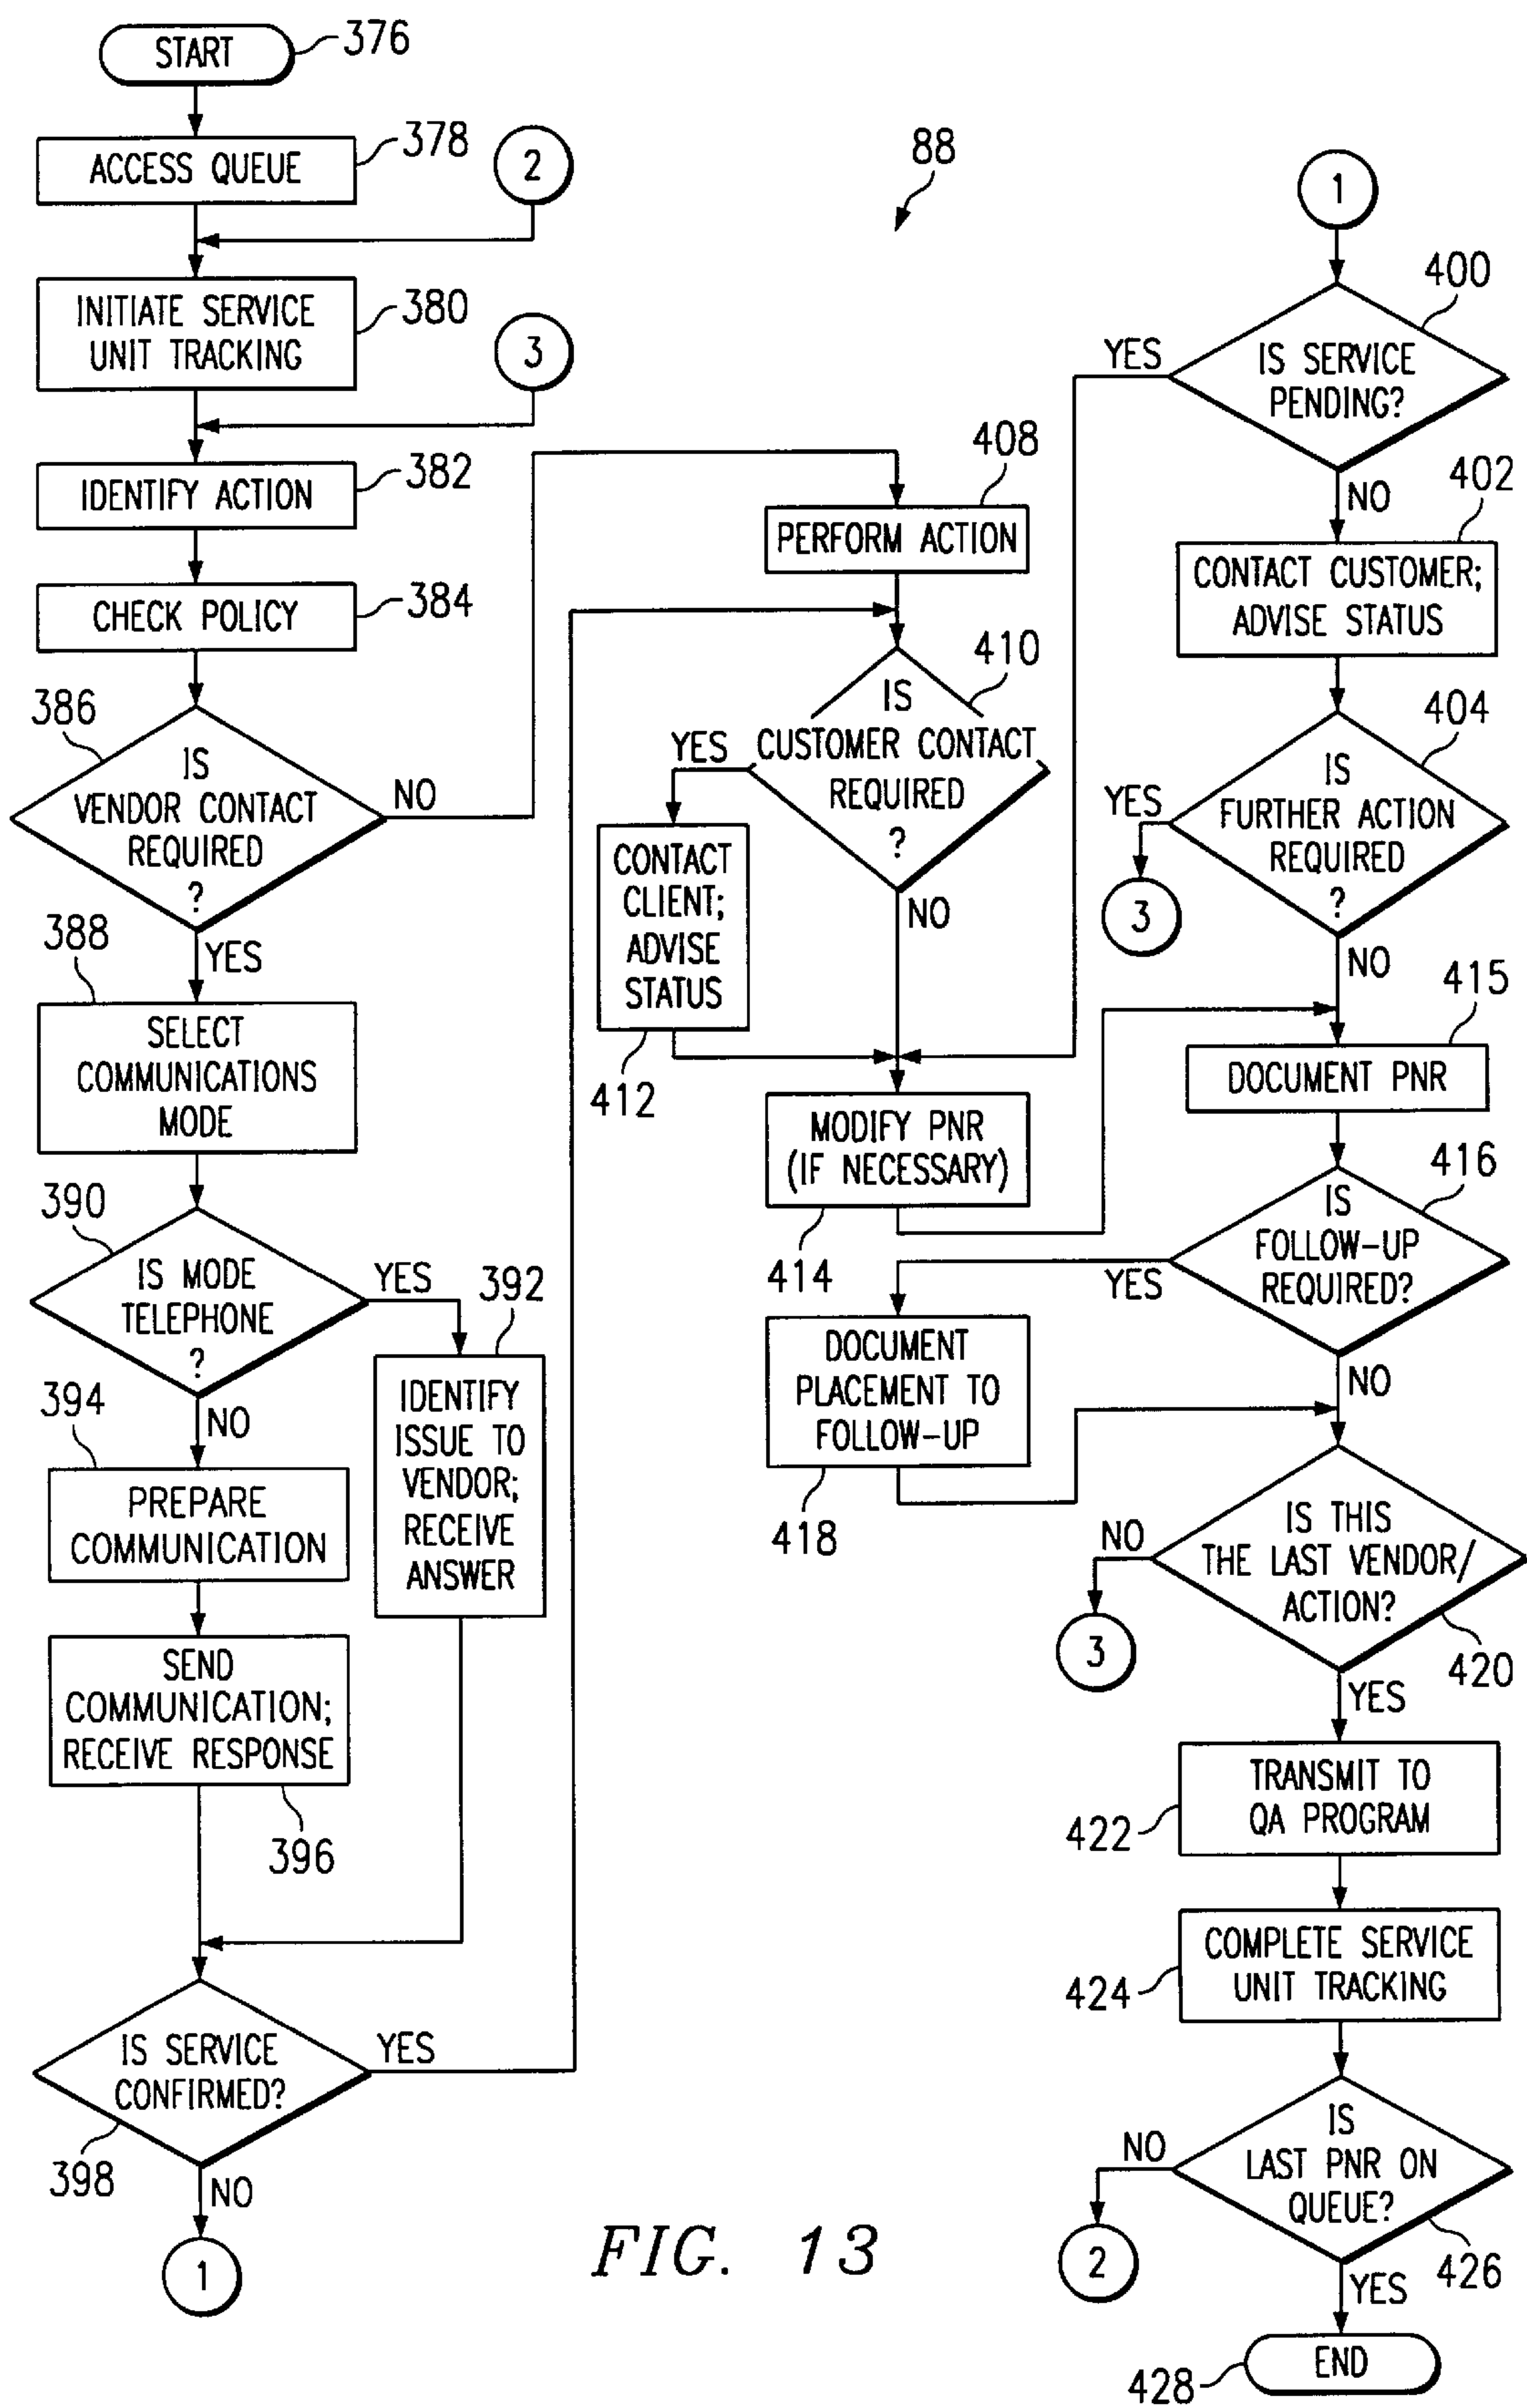 START
376
ACCESS QUEUE
378
2
INITIATE SERVICE
UNIT TRACKING
380
3
IDENTIFY ACTION
382
CHECK POLICY
384
386
IS
VENDOR CONTACT
REQUIRED
?
NO
YES
388
SELECT
COMMUNICATIONS
MODE
390
IS MODE
TELEPHONE
?
YES
392
IDENTIFY
ISSUE TO
VENDOR;
RECEIVE
ANSWER
NO
394
PREPARE
COMMUNICATION
SEND
COMMUNICATION;
RECEIVE RESPONSE
396
IS SERVICE
CONFIRMED?
YES
398
NO
1
88
408
PERFORM ACTION
410
IS
CUSTOMER CONTACT
REQUIRED
?
YES
NO
CONTACT
CLIENT;
ADVISE
STATUS
412
MODIFY PNR
(IF NECESSARY)
414
DOCUMENT
PLACEMENT TO
FOLLOW-UP
418
1
400
IS SERVICE
PENDING?
YES
NO
402
CONTACT CUSTOMER;
ADVISE STATUS
404
IS
FURTHER ACTION
REQUIRED
?
YES
3
NO
415
DOCUMENT PNR
416
IS
FOLLOW-UP
REQUIRED?
YES
NO
IS THIS
THE LAST VENDOR/
ACTION?
NO
3
420
YES
TRANSMIT TO
QA PROGRAM
422
COMPLETE SERVICE
UNIT TRACKING
424
IS
LAST PNR ON
QUEUE?
NO
2
426
YES
END
428
FIG. 13